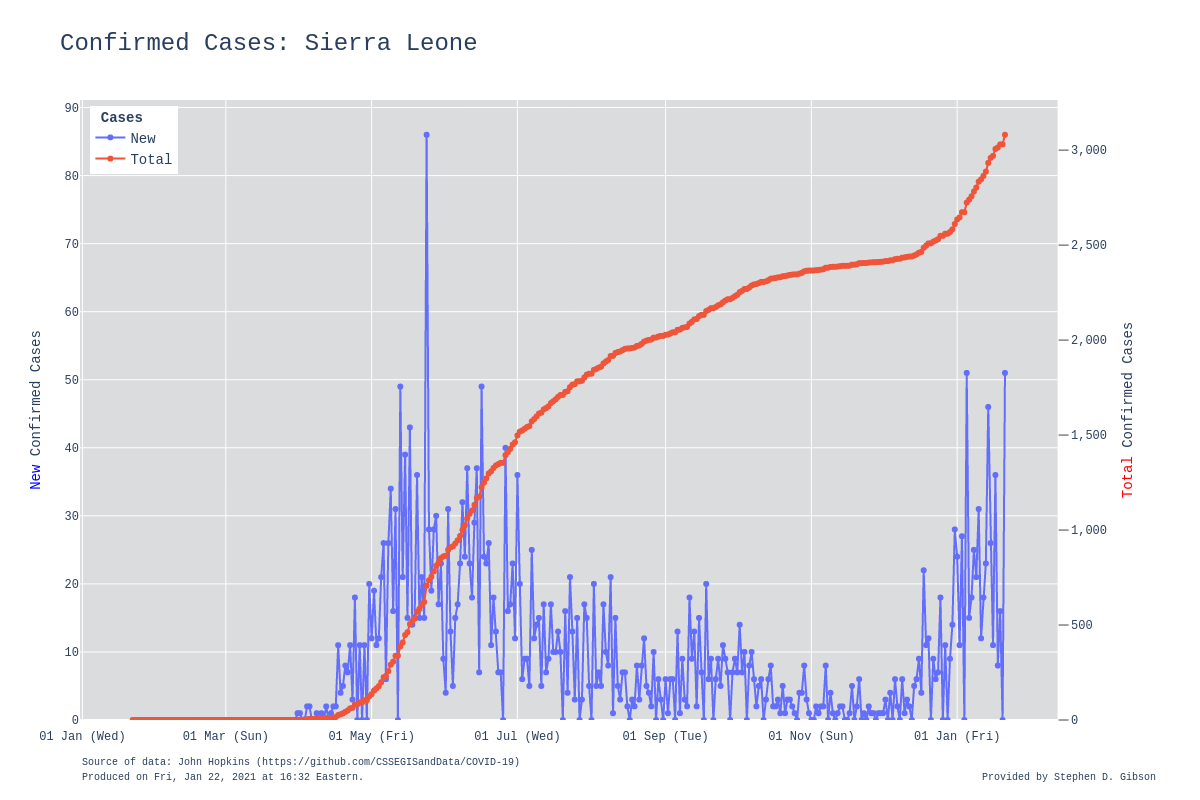 Confirmed Cases: Sierra Leone
Cases
New
Total
90
80
70
60
50
40
30
20
10
0
New Confirmed Cases
3,000
2,500
2,000
1,500
1,000
500
0
Total Confirmed Cases
01 Jan (Wed) 01 Mar (Sun) 01 May (Fri) 01 Jul (Wed) 01 Sep (Tue) 01 Nov (Sun) 01 Jan (Fri)
Source of data: John Hopkins (https://github.com/CSSEGISandData/COVID-19)
Produced on Fri, Jan 22, 2021 at 16:32 Eastern.
Provided by Stephen D. Gibson